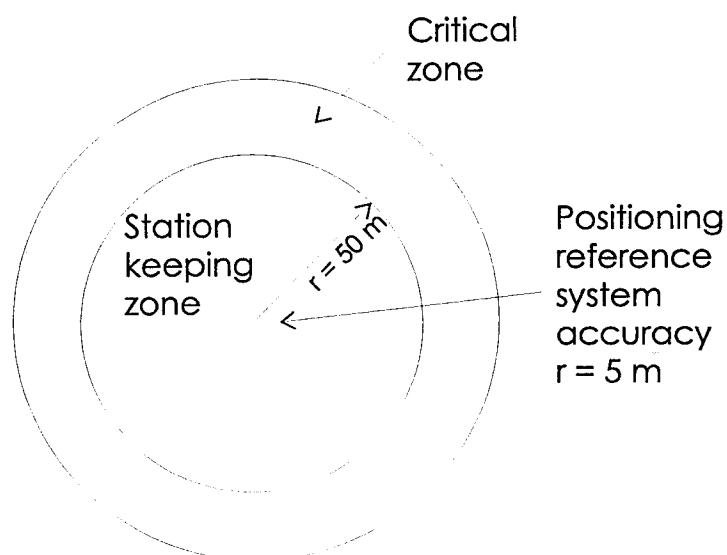 Critical
zone
Station
keeping
zone
r = 50 m
Positioning
reference
system
accuracy
r = 5 m